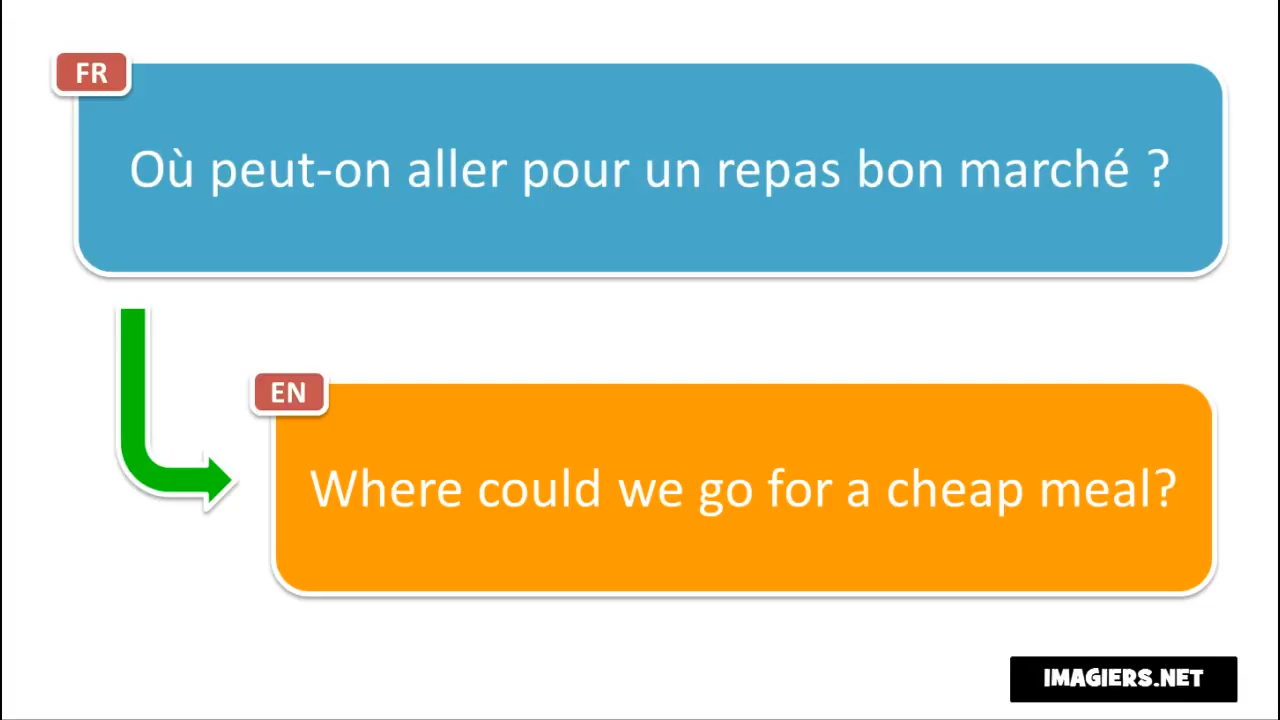 FR
Où peut-on aller pour un repas bon marché ?
EN
Where could we go for a cheap meal?
IMAGIERS.NET